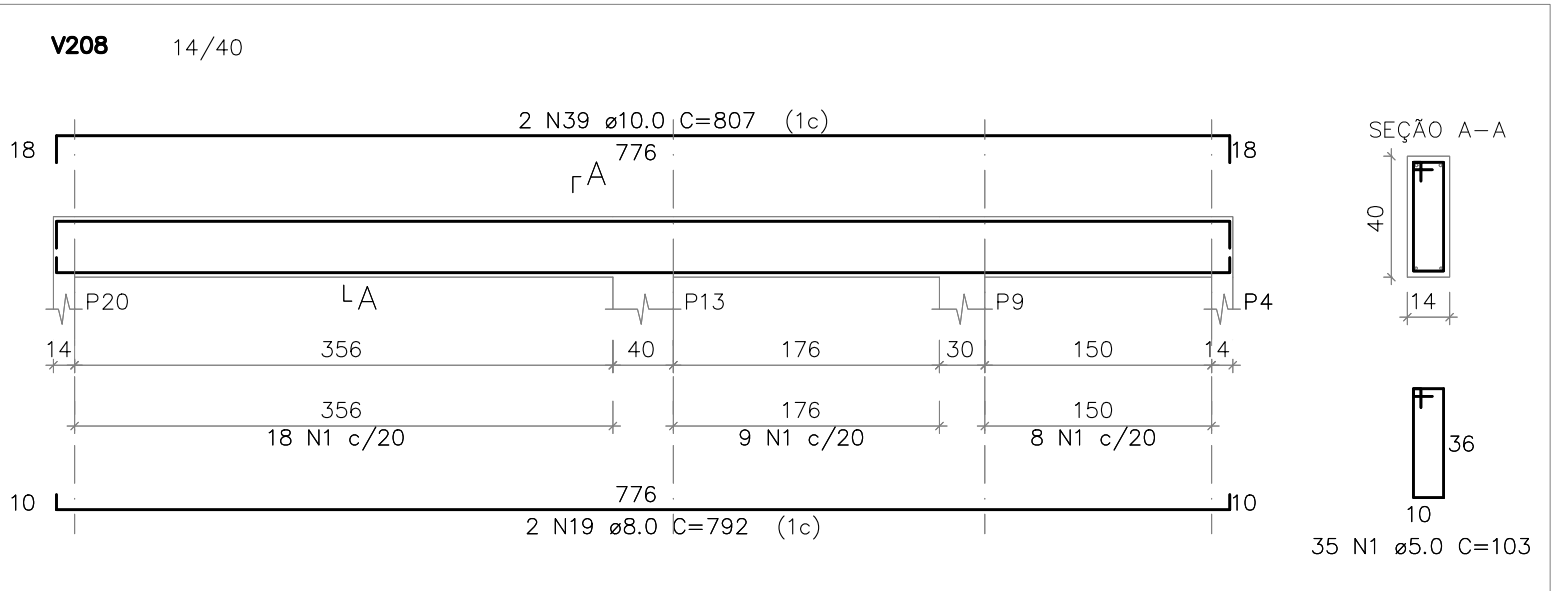 V208 14/40
2 N39 ø10.0 C=807 (1c)
18 776 18
A
A
P20 P13 P9 P4
14 356 40 176 30 150 14
356 176 150
18 N1 c/20 9 N1 c/20 8 N1 c/20
10 776 10
2 N19 ø8.0 C=792 (1c)
SEÇÃO A-A
40
14
36
10
35 N1 ø5.0 C=103